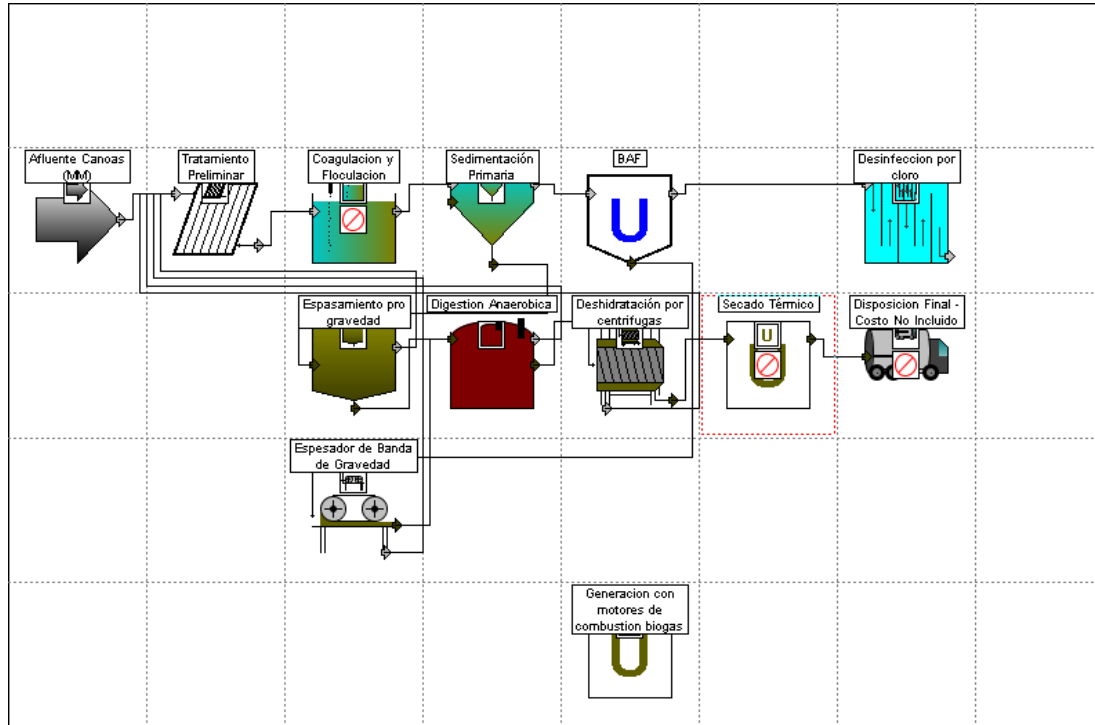 Afluente Canoas
(MM)
Tratamiento
Preliminar
Coagulacion y
Floculacion
Sedimentación
Primaria
BAF
Desinfeccion por
cloro
Espasamiento pro
gravedad
Digestion Anaerobica
Deshidratación por
centrifugas
Secado Térmico
Disposicion Final -
Costo No Incluido
Espesador de Banda
de Gravedad
Generacion con
motores de
combustion biogas